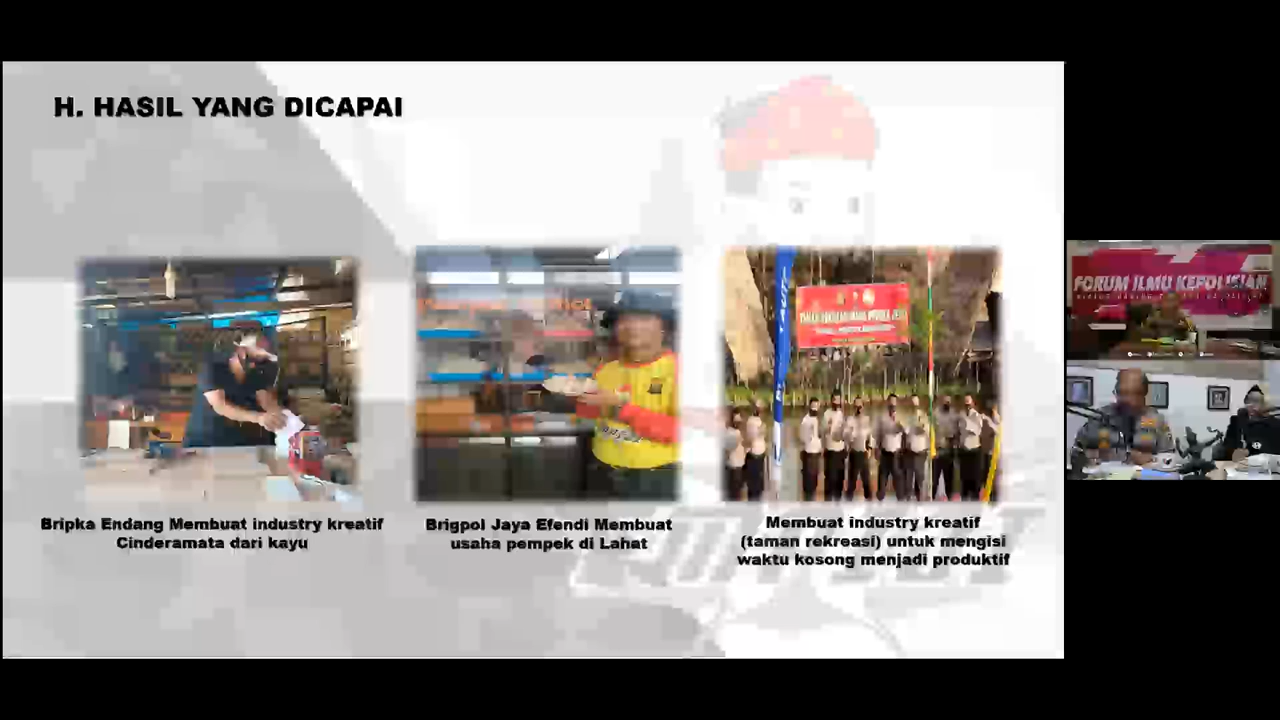 H. HASIL YANG DICAPAI
Bripka Endang Membuat industry kreatif
Cinderamata dari kayu
Brigpol Jaya Efendi Membuat
usaha pempek di Lahat
Membuat industry kreatif
(taman rekreasi) untuk mengisi
waktu kosong menjadi produktif
FORUM ILMU KEPOLISIAN